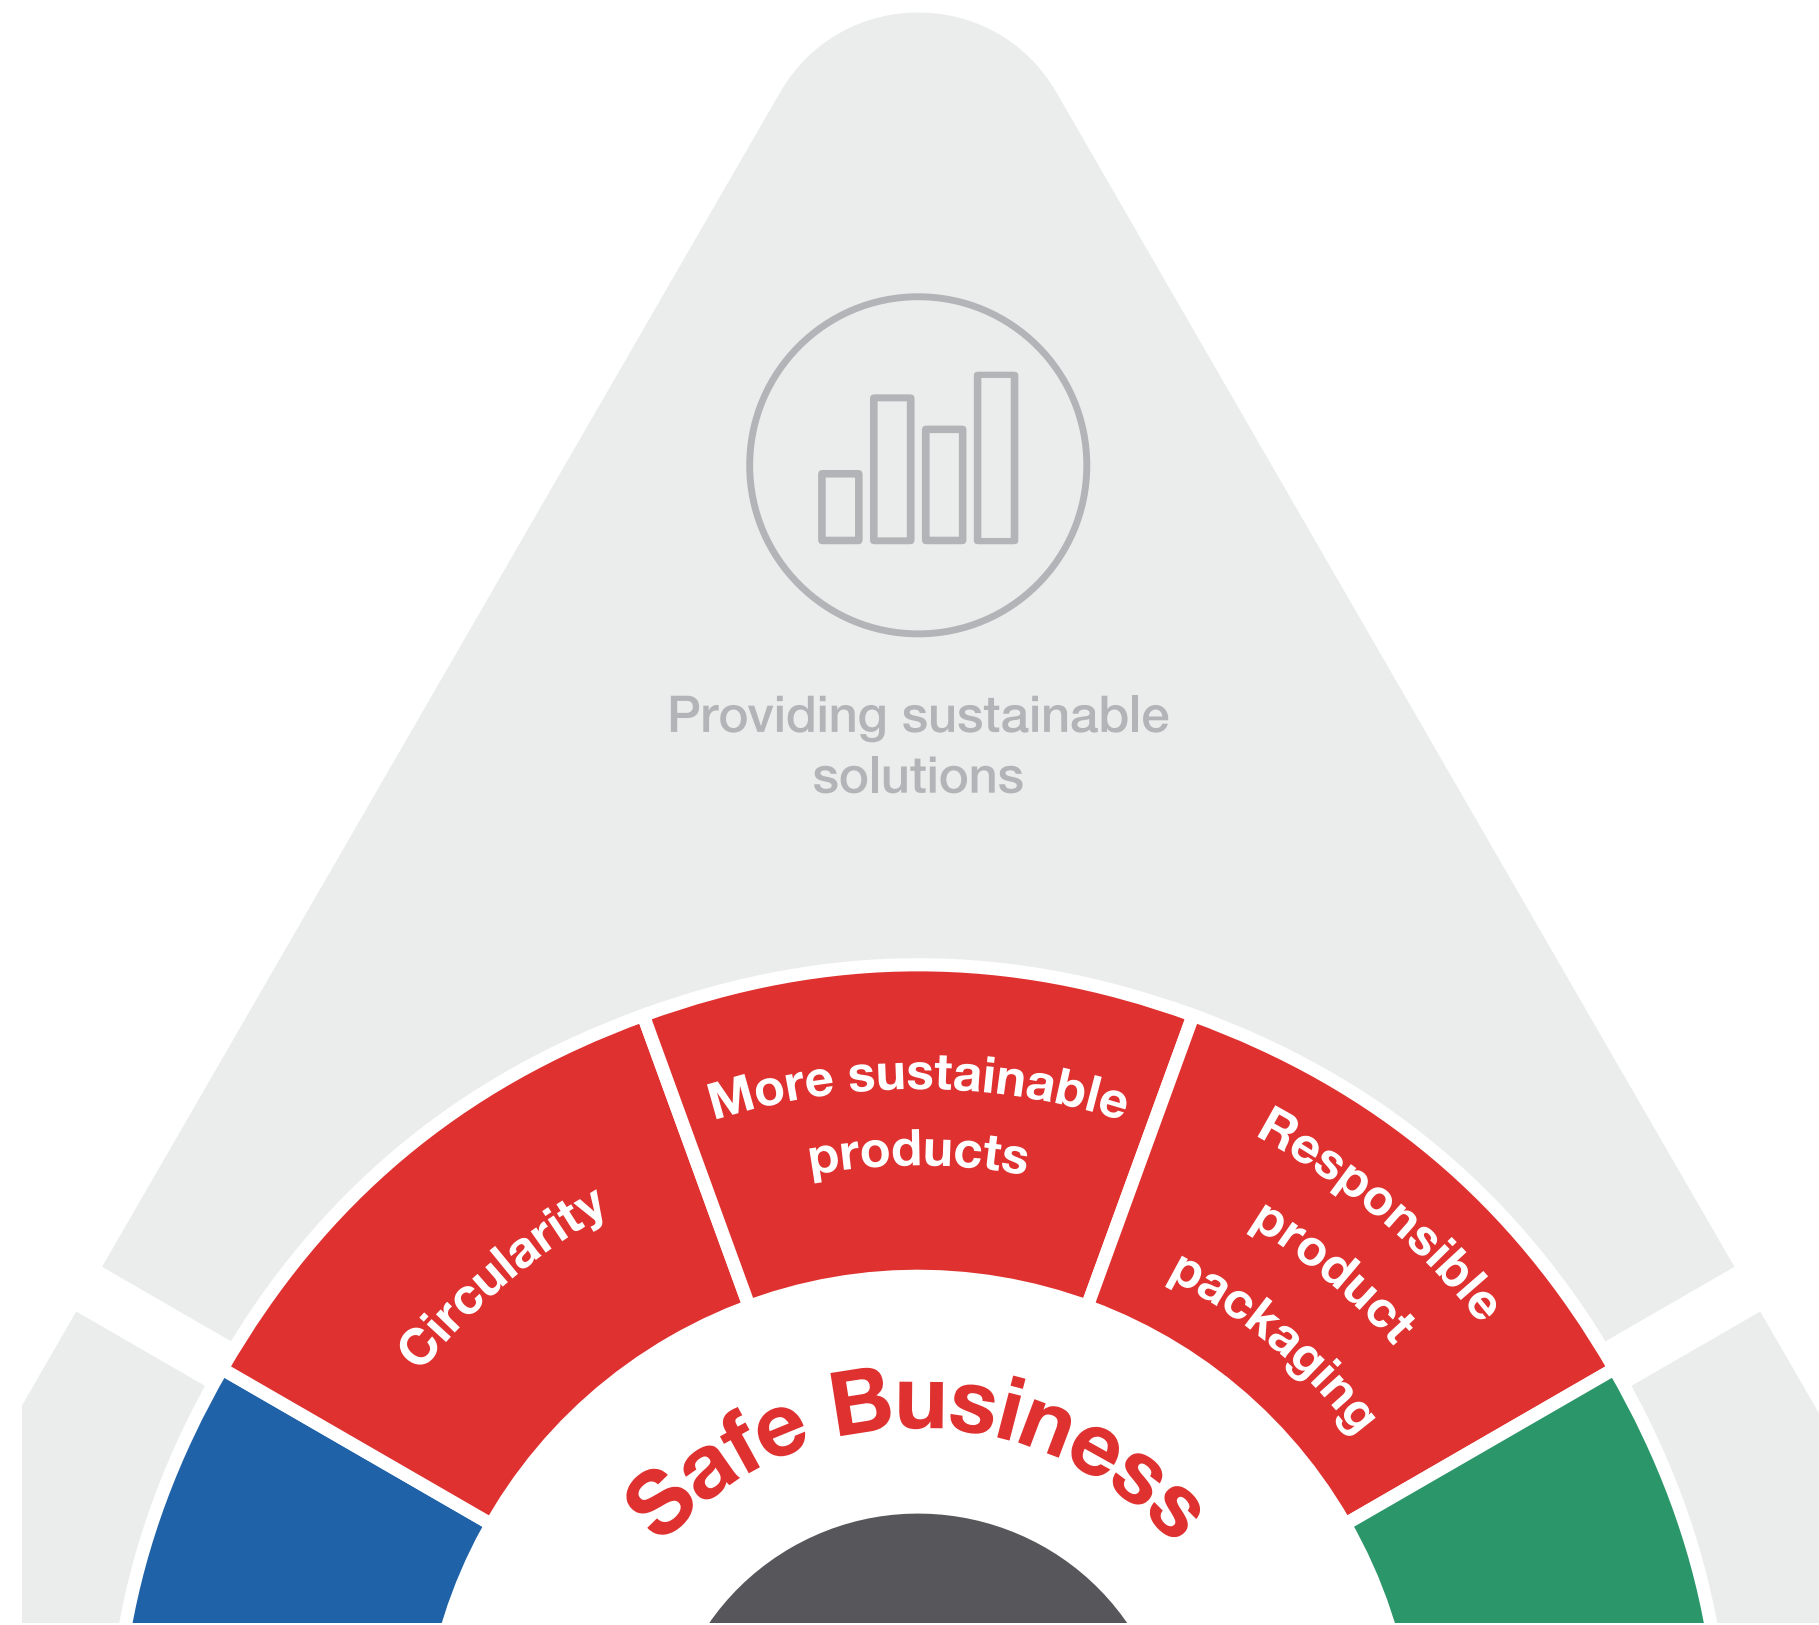 Providing sustainable
solutions
Circularity
More sustainable
products
Responsible
product
packaging
Safe Business